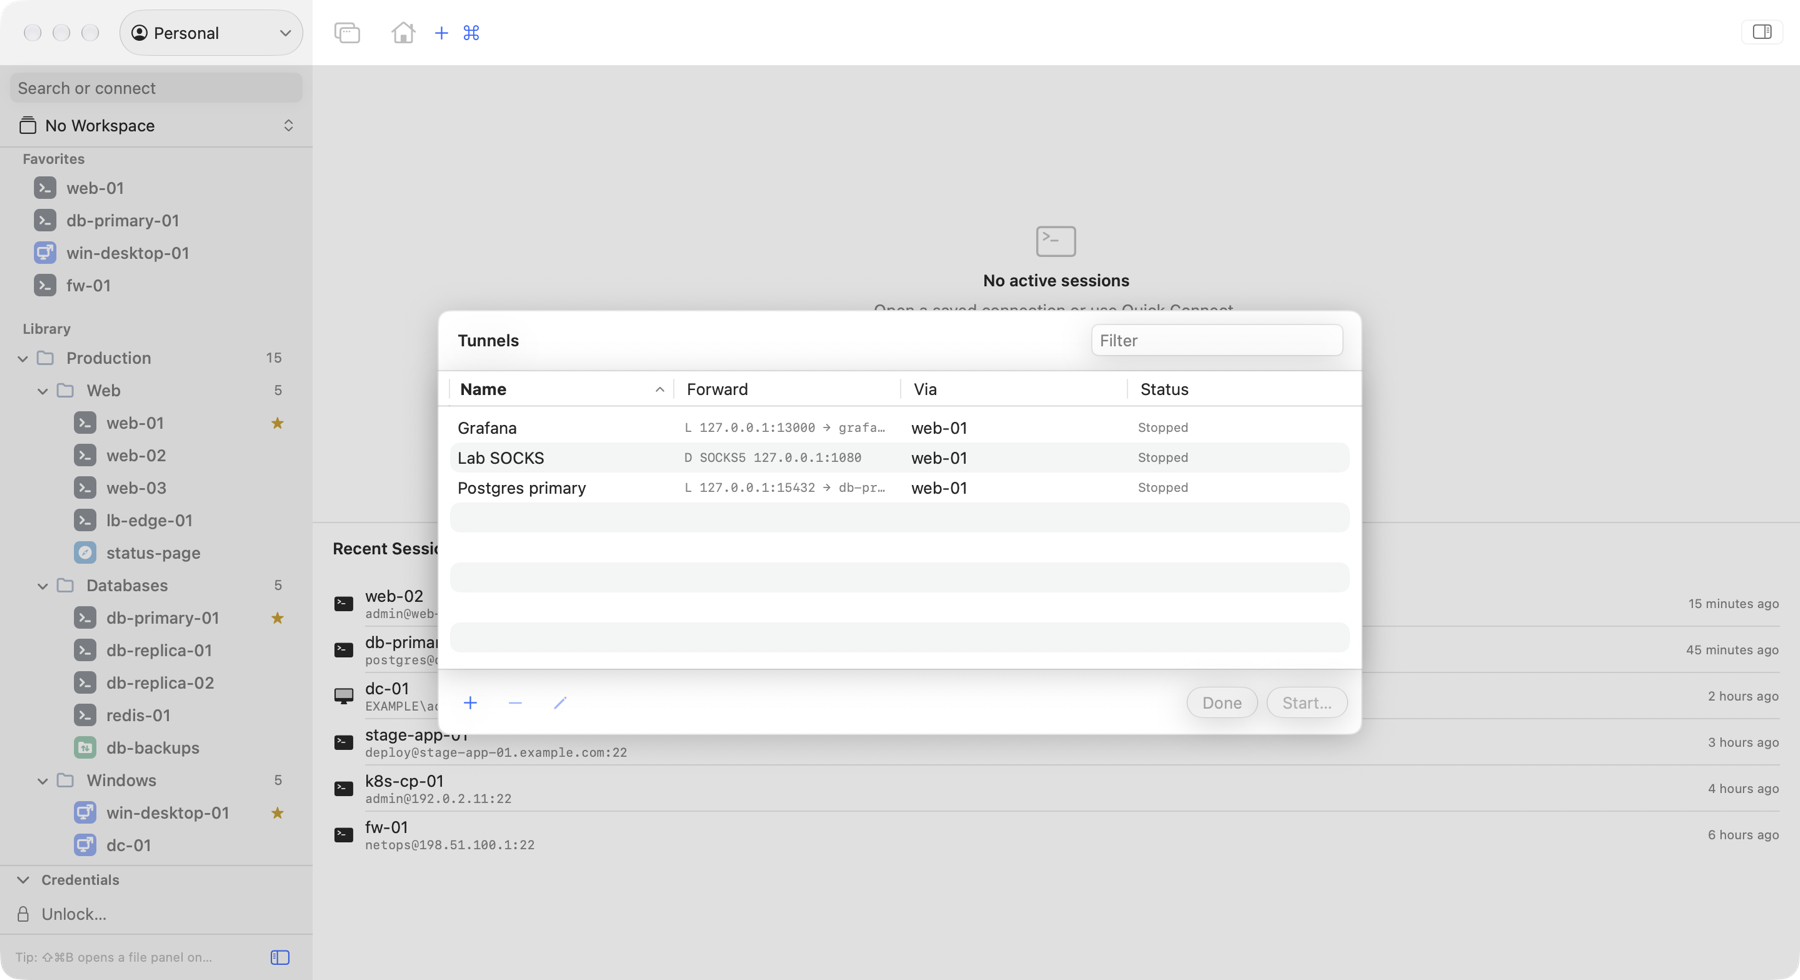 Personal
Search or connect
No Workspace
Favorites
web-01
db-primary-01
win-desktop-01
fw-01
Library
Production 15
Web 5
web-01
web-02
web-03
lb-edge-01
status-page
Databases 5
db-primary-01
db-replica-01
db-replica-02
redis-01
db-backups
Windows 5
win-desktop-01
dc-01
Credentials
Unlock...
Tip: ⇧⌘B opens a file panel on...
No active sessions
Open a saved connection or use Quick Connect
Tunnels
Filter
Name Forward Via Status
Grafana L 127.0.0.1:13000 → grafa… web-01 Stopped
Lab SOCKS D SOCKS5 127.0.0.1:1080 web-01 Stopped
Postgres primary L 127.0.0.1:15432 → db-pr… web-01 Stopped
Done Start...
Recent
web-02
admin@web- 15 minutes ago
postgres@ 45 minutes ago
dc-01
2 hours ago
stage-app-01
deploy@stage-app-01.example.com:22 3 hours ago
k8s-cp-01
admin@192.0.2.11:22 4 hours ago
fw-01
netops@198.51.100.1:22 6 hours ago